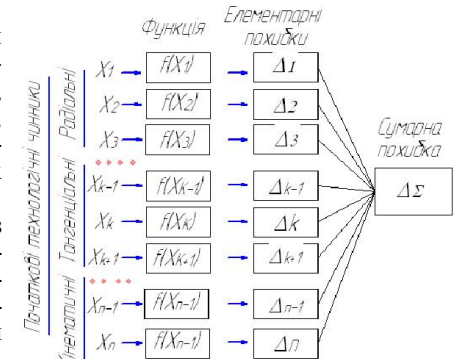 Функція
Елементарні
похибки
Початкові технологічні чинники
Радіальні
X1 f(X1) Δ1
X2 f(X2) Δ2
X3 f(X3) Δ3
Сумарна
похибка
ΔΣ
Тангенціальні
Xk-1 f(Xk-1) Δk-1
Xk f(Xk) Δk
Xk+1 f(Xk+1) Δk+1
Кінематичні
Xn-1 f(Xn-1) Δn-1
Xn f(Xn-1) Δn